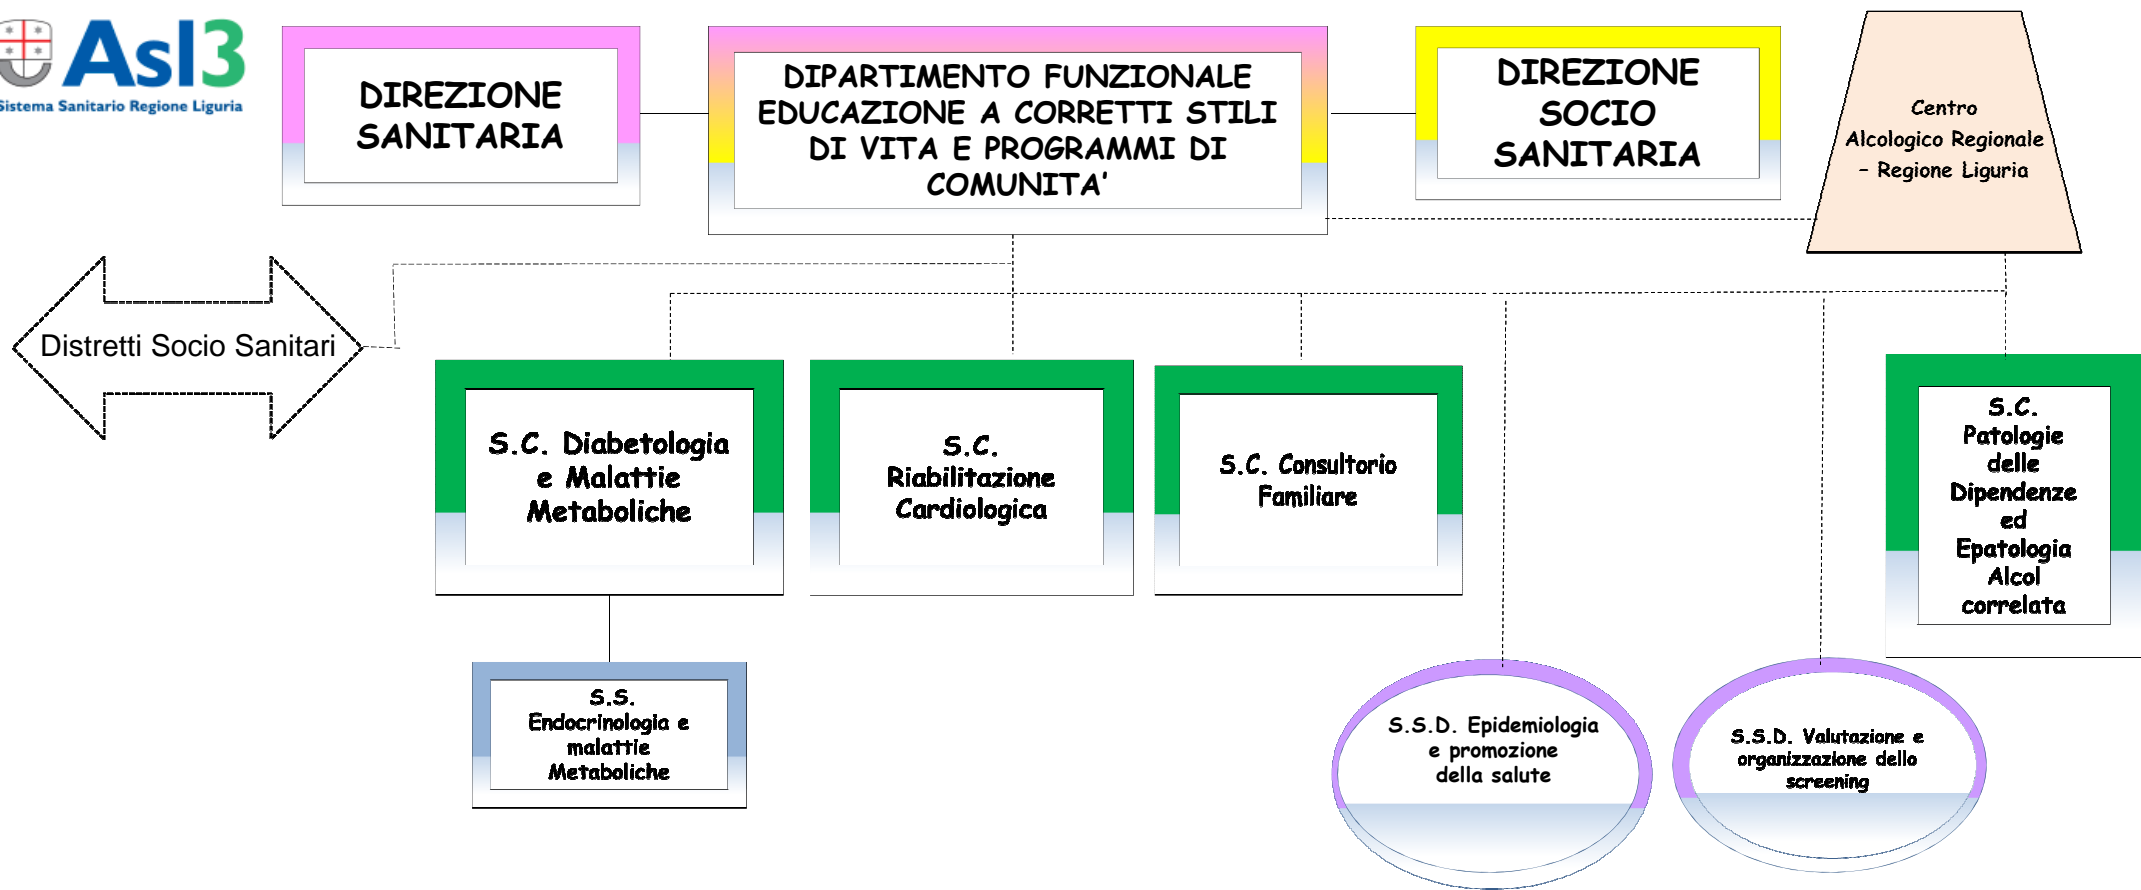 Asl3
Sistema Sanitario Regione Liguria
DIREZIONE
SANITARIA
DIPARTIMENTO FUNZIONALE
EDUCAZIONE A CORRETTI STILI
DI VITA E PROGRAMMI DI
COMUNITA'
DIREZIONE
SOCIO
SANITARIA
Centro
Alcologico Regionale
– Regione Liguria
Distretti Socio Sanitari
S.C. Diabetologia
e Malattie
Metaboliche
S.C.
Riabilitazione
Cardiologica
S.C. Consultorio
Familiare
S.C.
Patologie
delle
Dipendenze
ed
Epatologia
Alcol
correlata
S.S.
Endocrinologia e
malattie
Metaboliche
S.S.D. Epidemiologia
e promozione
della salute
S.S.D. Valutazione e
organizzazione dello
screening